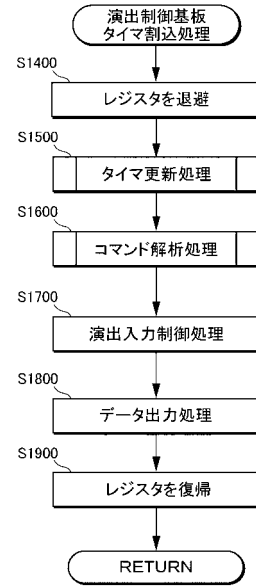 演出制御基板
タイマ割込処理
S1400
レジスタを退避
S1500
タイマ更新処理
S1600
コマンド解析処理
S1700
演出入力制御処理
S1800
データ出力処理
S1900
レジスタを復帰
RETURN